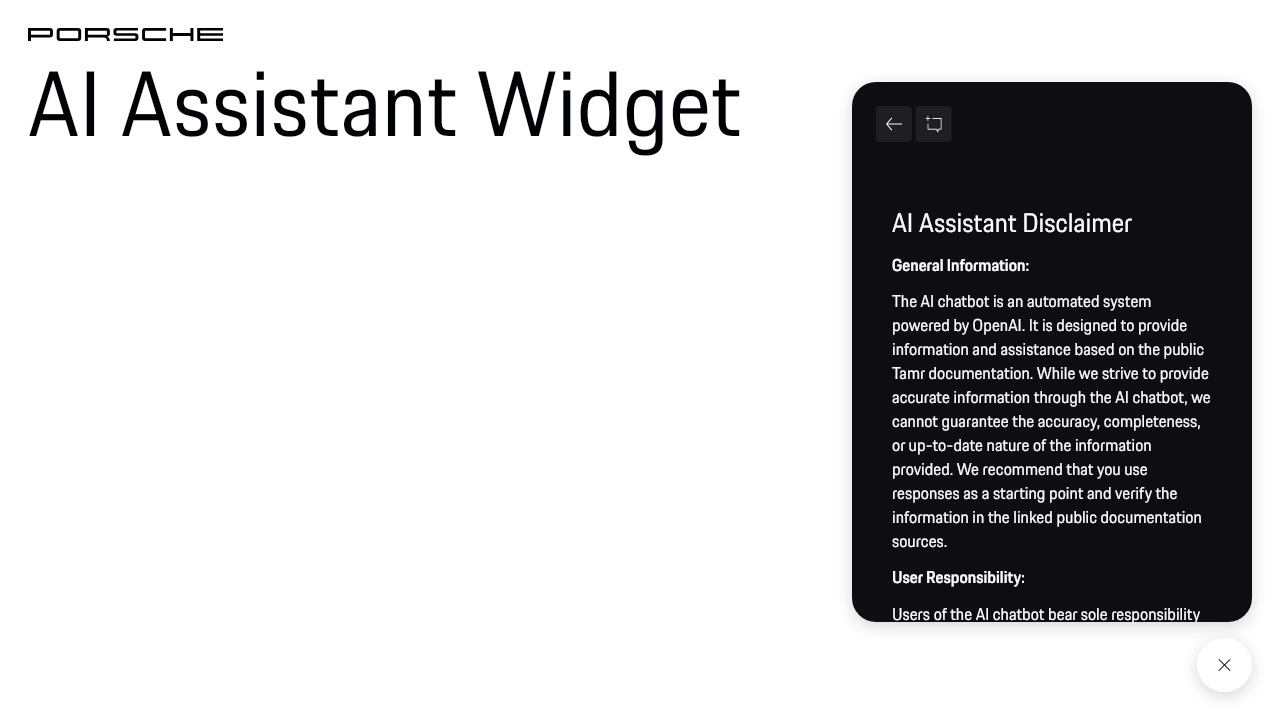 PORSCHE
AI Assistant Widget
AI Assistant Disclaimer
General Information:
The AI chatbot is an automated system
powered by OpenAI. It is designed to provide
information and assistance based on the public
Tamr documentation. While we strive to provide
accurate information through the AI chatbot, we
cannot guarantee the accuracy, completeness,
or up-to-date nature of the information
provided. We recommend that you use
responses as a starting point and verify the
information in the linked public documentation
sources.
User Responsibility:
Users of the AI chatbot bear sole responsibility